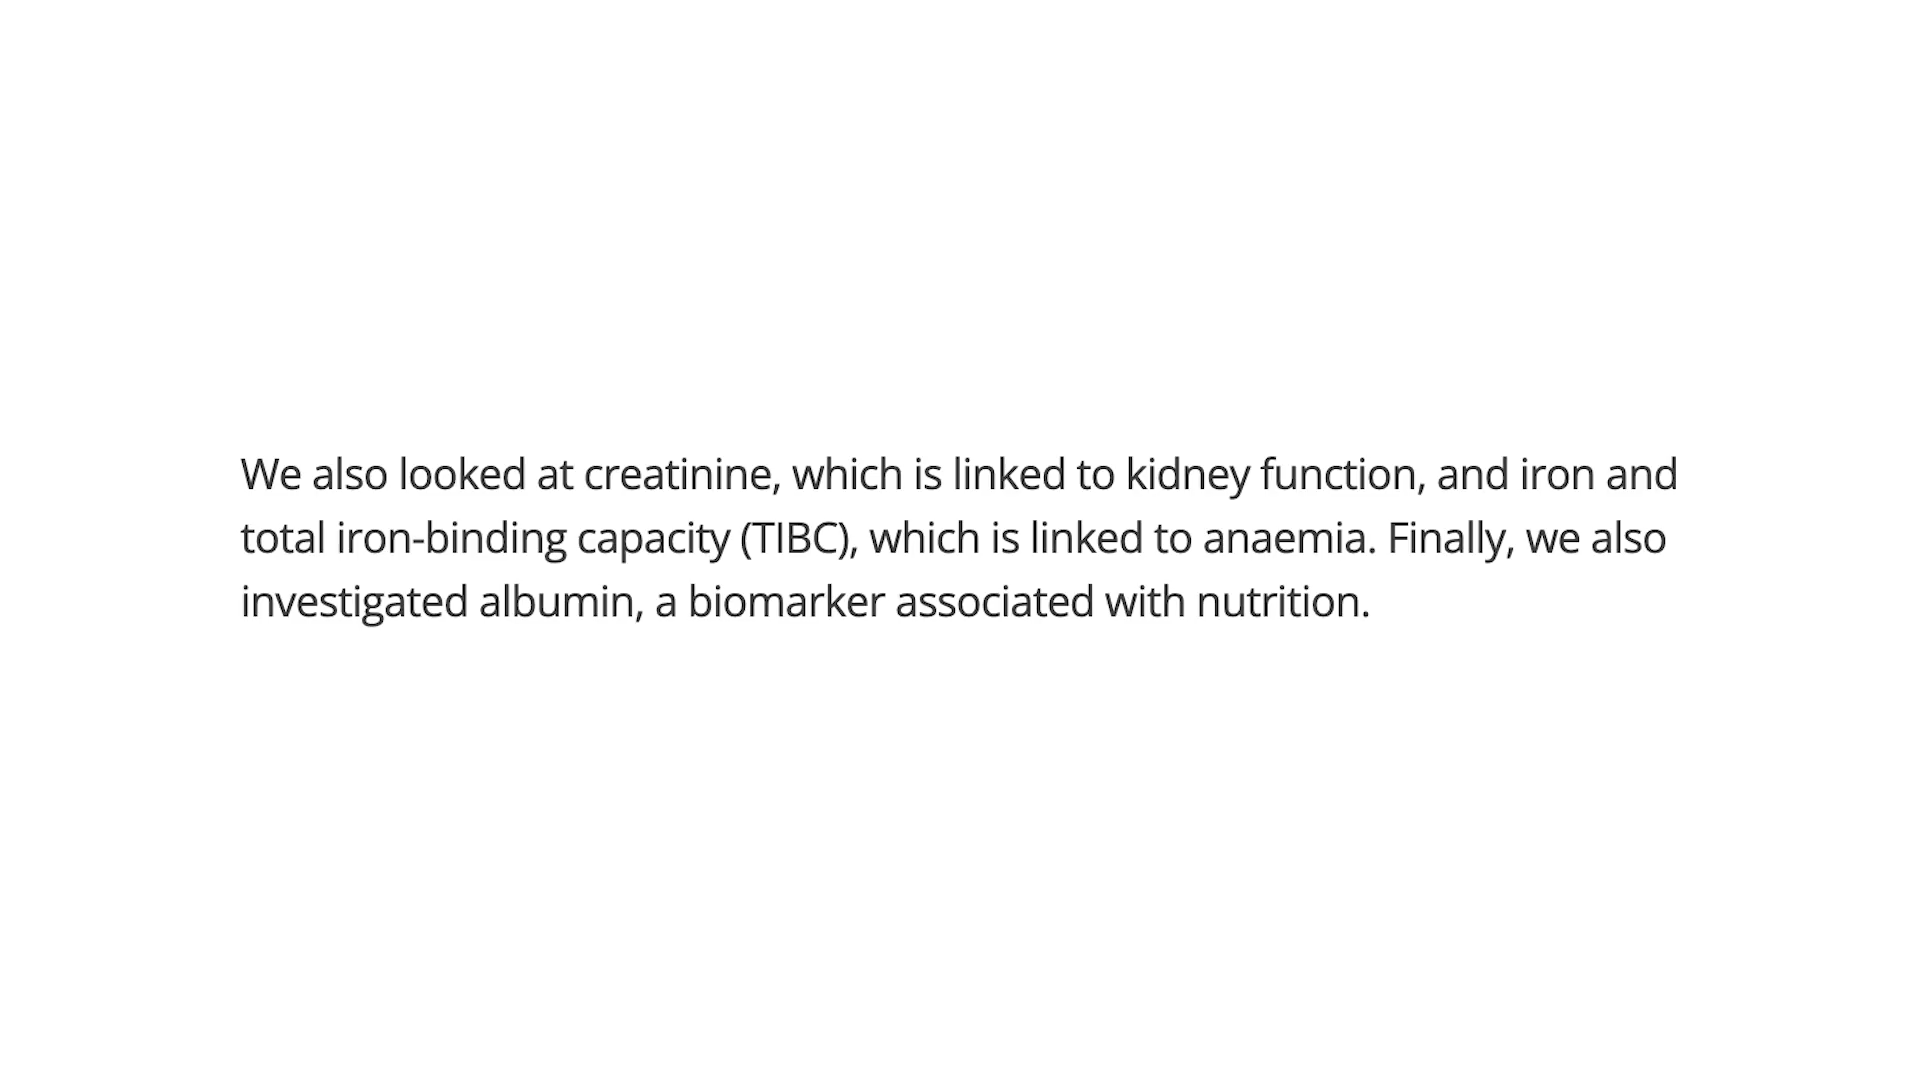 We also looked at creatinine, which is linked to kidney function, and iron and
total iron-binding capacity (TIBC), which is linked to anaemia. Finally, we also
investigated albumin, a biomarker associated with nutrition.